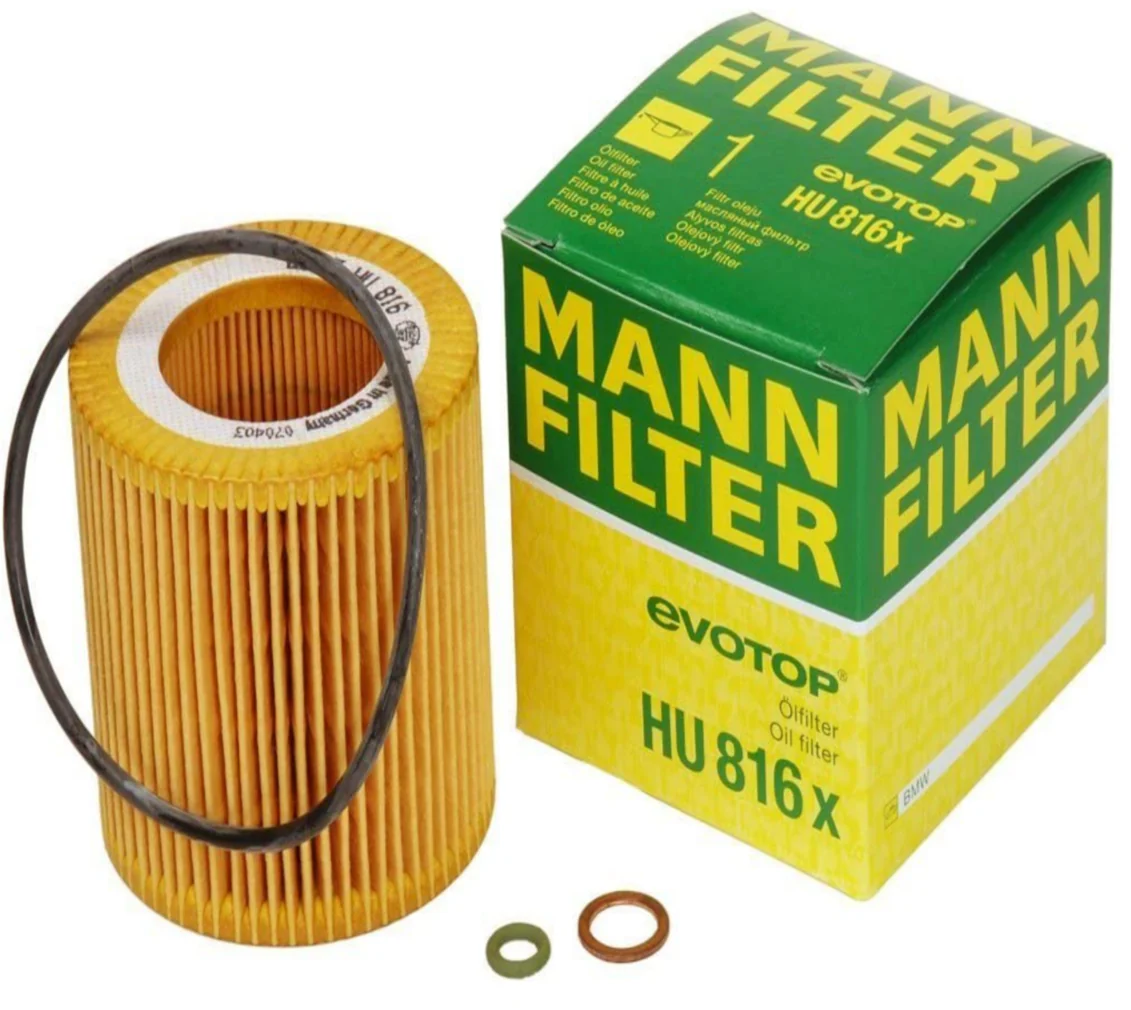 MANN
FILTER
1
evoTOP®
HU 816 x
Ölfilter
Oil filter
Filtre à huile
Filtro de aceite
Filtro olio
Filtro de óleo
Filtr oleju
масляный фильтр
Alyvos filtras
Olejový filtr
Olejový filter
MANN
FILTER
evoTOP®
Ölfilter
Oil filter
HU 816 x
MANN
FILTER
BMW
HU 816
in Germany
070403